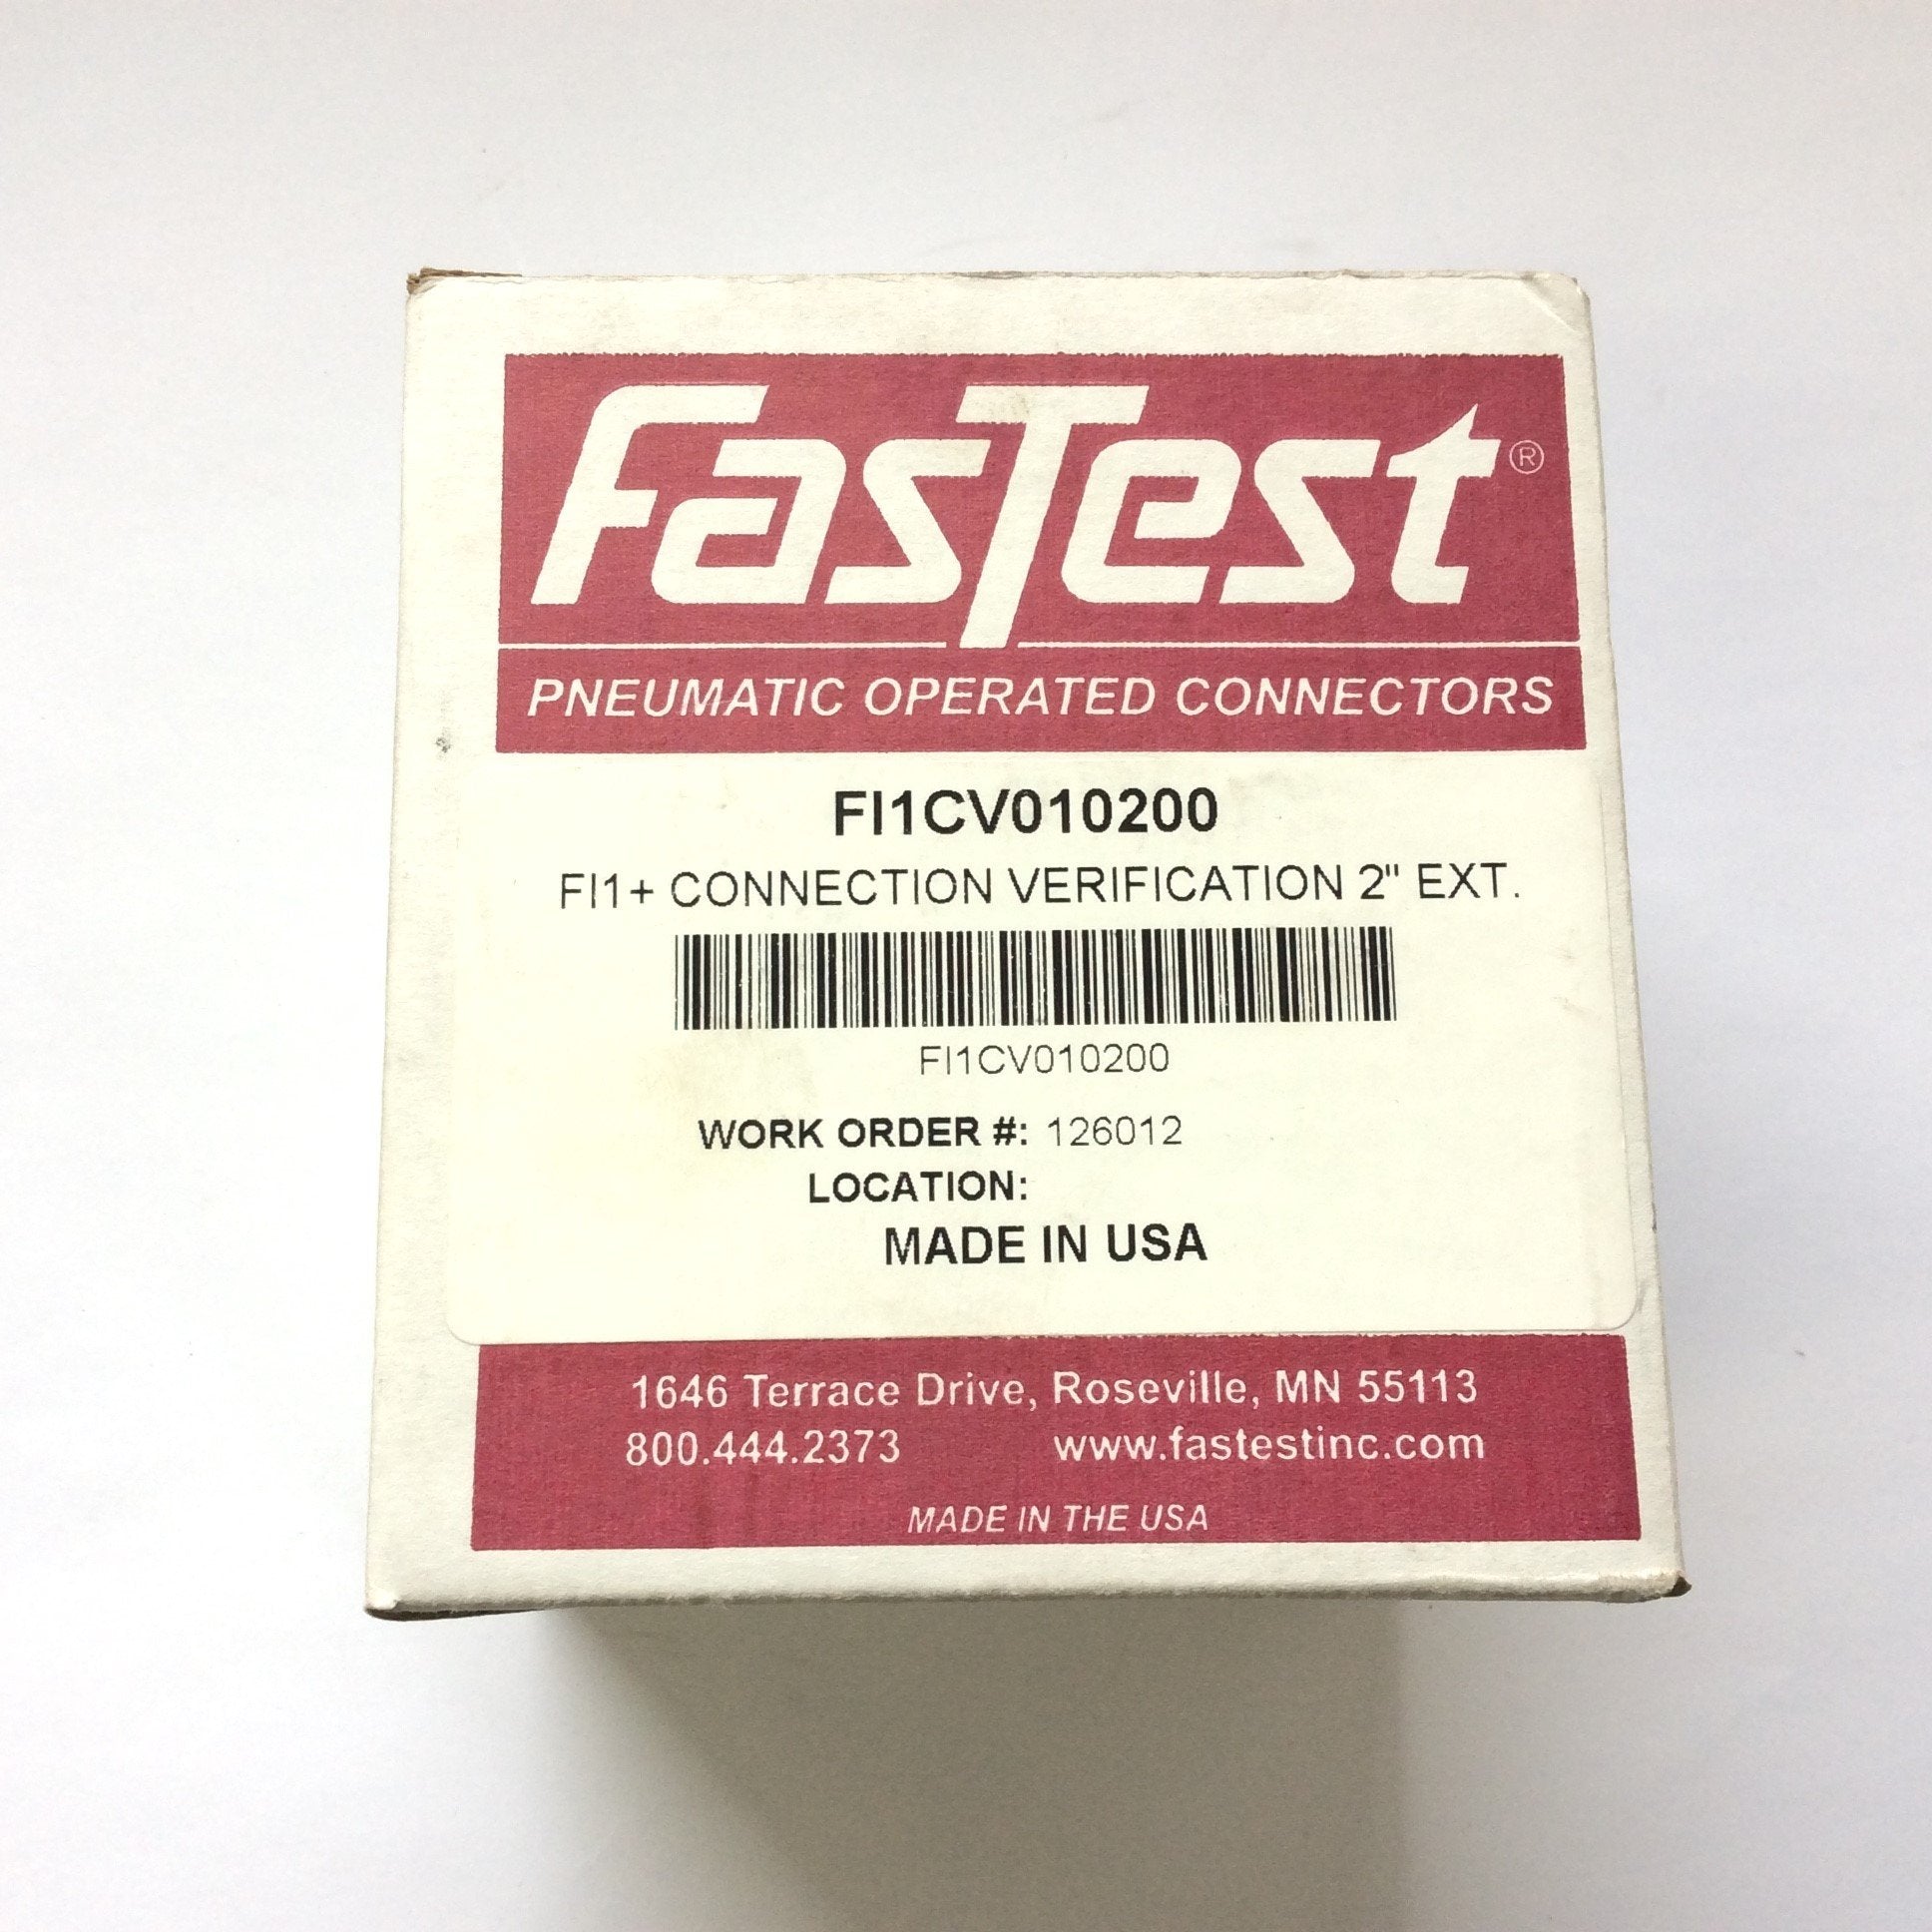 FasTest®
PNEUMATIC OPERATED CONNECTORS
FI1CV010200
FI1+ CONNECTION VERIFICATION 2" EXT.
FI1CV010200
WORK ORDER #: 126012
LOCATION:
MADE IN USA
1646 Terrace Drive, Roseville, MN 55113
800.444.2373 www.fastestinc.com
MADE IN THE USA